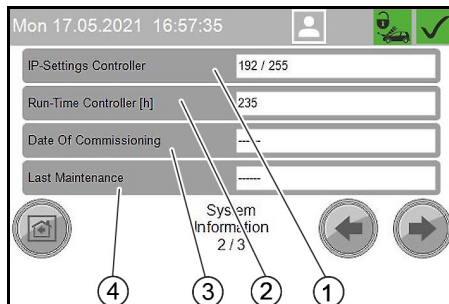 Mon 17.05.2021 16:57:35
IP-Settings Controller 192 / 255
Run-Time Controller [h] 235
Date Of Commissioning -----
Last Maintenance ------
System
Information
2 / 3
4 3 2 1